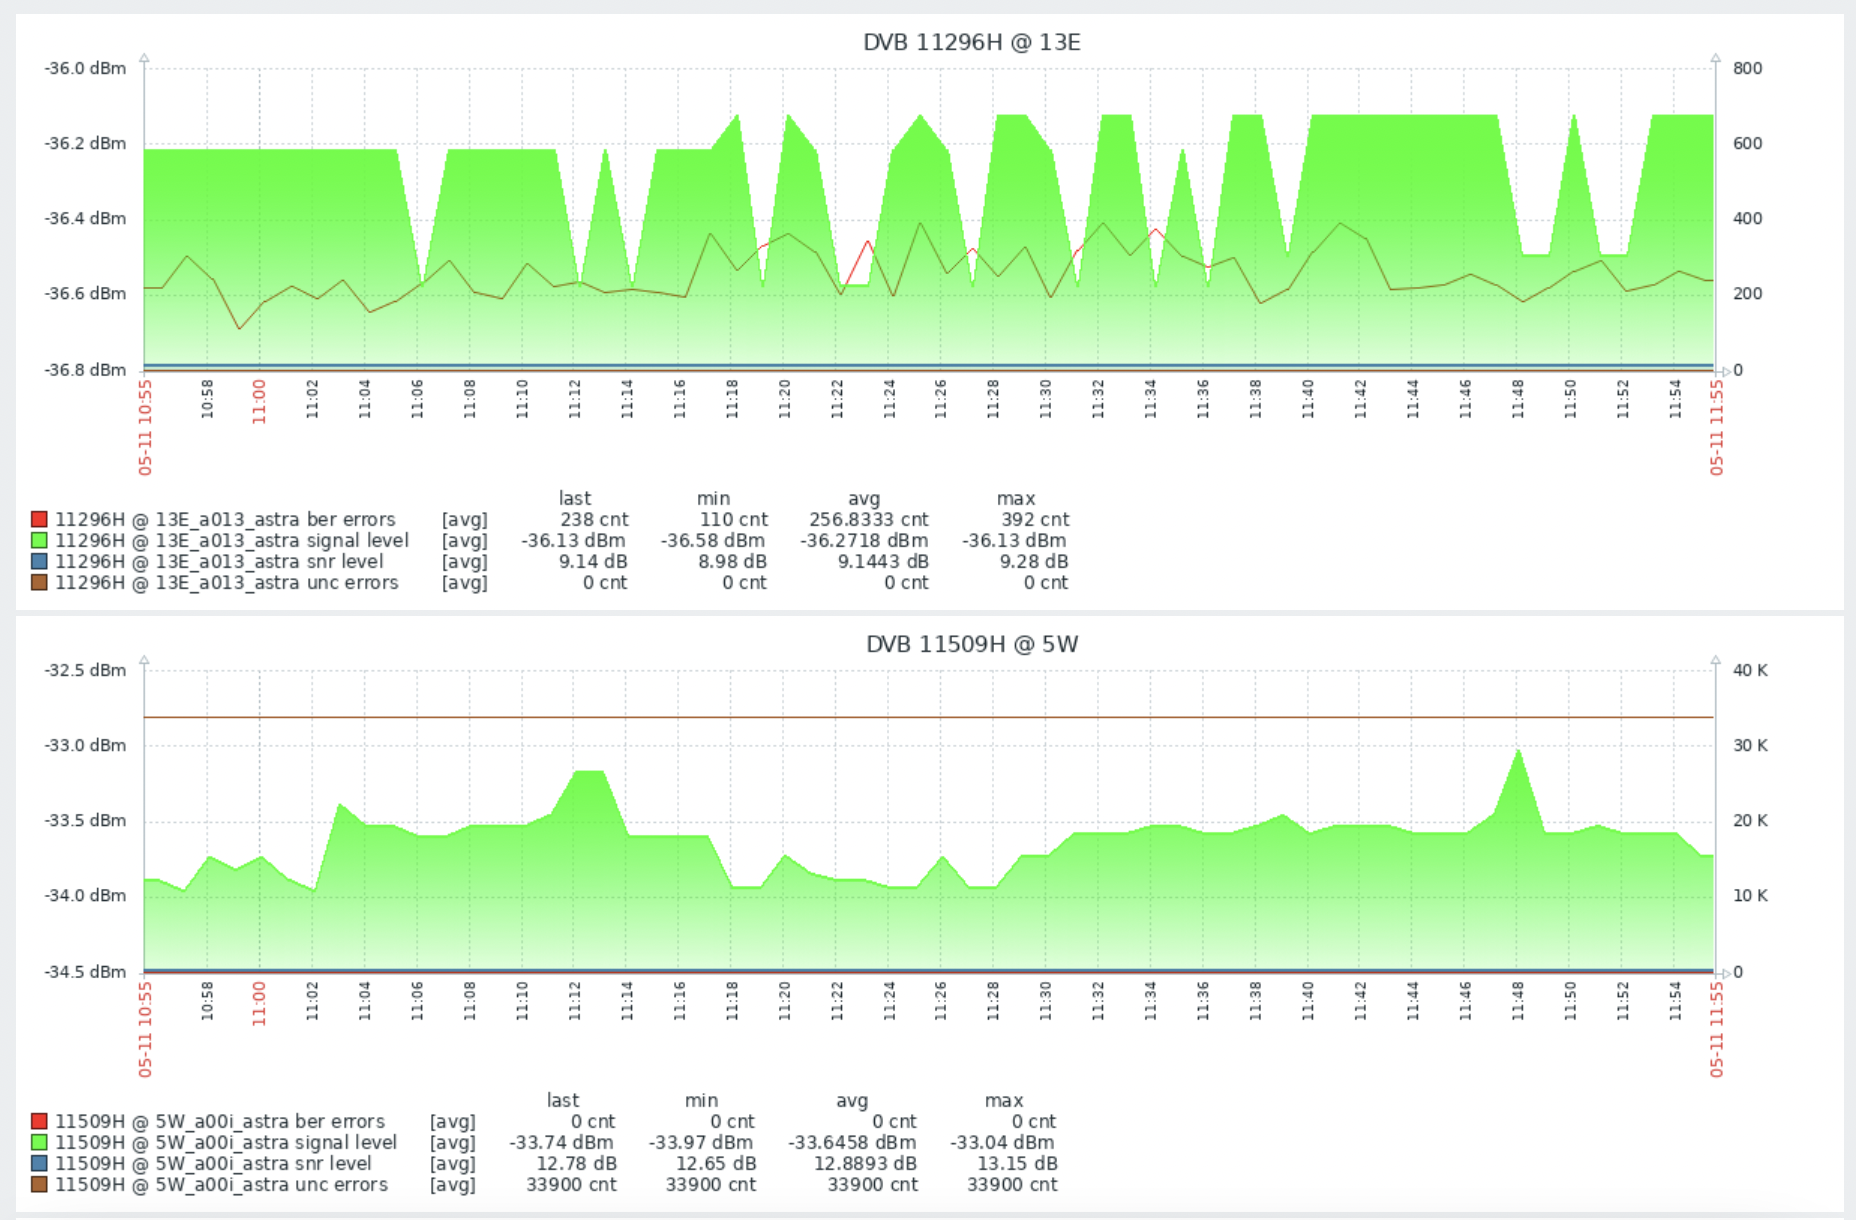 DVB 11296H @ 13E
-36.0 dBm 800
-36.2 dBm 600
-36.4 dBm 400
-36.6 dBm 200
-36.8 dBm 0
05-11 10:55 10:58 11:00 11:02 11:04 11:06 11:08 11:10 11:12 11:14 11:16 11:18 11:20 11:22 11:24 11:26 11:28 11:30 11:32 11:34 11:36 11:38 11:40 11:42 11:44 11:46 11:48 11:50 11:52 11:54 05-11 11:55
last min avg max
11296H @ 13E_a013_astra ber errors [avg] 238 cnt 110 cnt 256.8333 cnt 392 cnt
11296H @ 13E_a013_astra signal level [avg] -36.13 dBm -36.58 dBm -36.2718 dBm -36.13 dBm
11296H @ 13E_a013_astra snr level [avg] 9.14 dB 8.98 dB 9.1443 dB 9.28 dB
11296H @ 13E_a013_astra unc errors [avg] 0 cnt 0 cnt 0 cnt 0 cnt
DVB 11509H @ 5W
-32.5 dBm 40 K
-33.0 dBm 30 K
-33.5 dBm 20 K
-34.0 dBm 10 K
-34.5 dBm 0
05-11 10:55 10:58 11:00 11:02 11:04 11:06 11:08 11:10 11:12 11:14 11:16 11:18 11:20 11:22 11:24 11:26 11:28 11:30 11:32 11:34 11:36 11:38 11:40 11:42 11:44 11:46 11:48 11:50 11:52 11:54 05-11 11:55
last min avg max
11509H @ 5W_a00i_astra ber errors [avg] 0 cnt 0 cnt 0 cnt 0 cnt
11509H @ 5W_a00i_astra signal level [avg] -33.74 dBm -33.97 dBm -33.6458 dBm -33.04 dBm
11509H @ 5W_a00i_astra snr level [avg] 12.78 dB 12.65 dB 12.8893 dB 13.15 dB
11509H @ 5W_a00i_astra unc errors [avg] 33900 cnt 33900 cnt 33900 cnt 33900 cnt